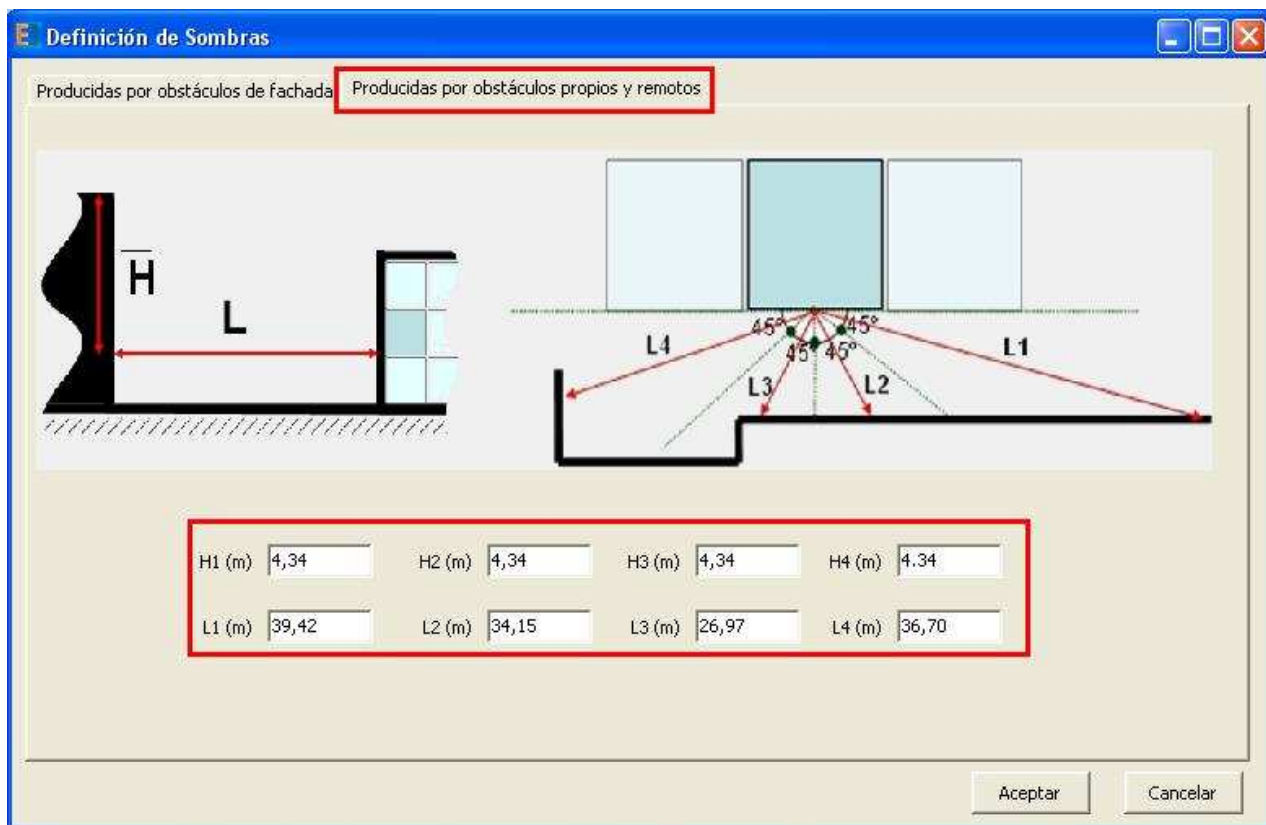 Definición de Sombras
Producidas por obstáculos de fachada
Producidas por obstáculos propios y remotos
H
L
45° 45°
L4
L1
45° 45°
L3
L2
H1 (m) 4,34 H2 (m) 4,34 H3 (m) 4,34 H4 (m) 4.34
L1 (m) 39,42 L2 (m) 34,15 L3 (m) 26,97 L4 (m) 36,70
Aceptar
Cancelar